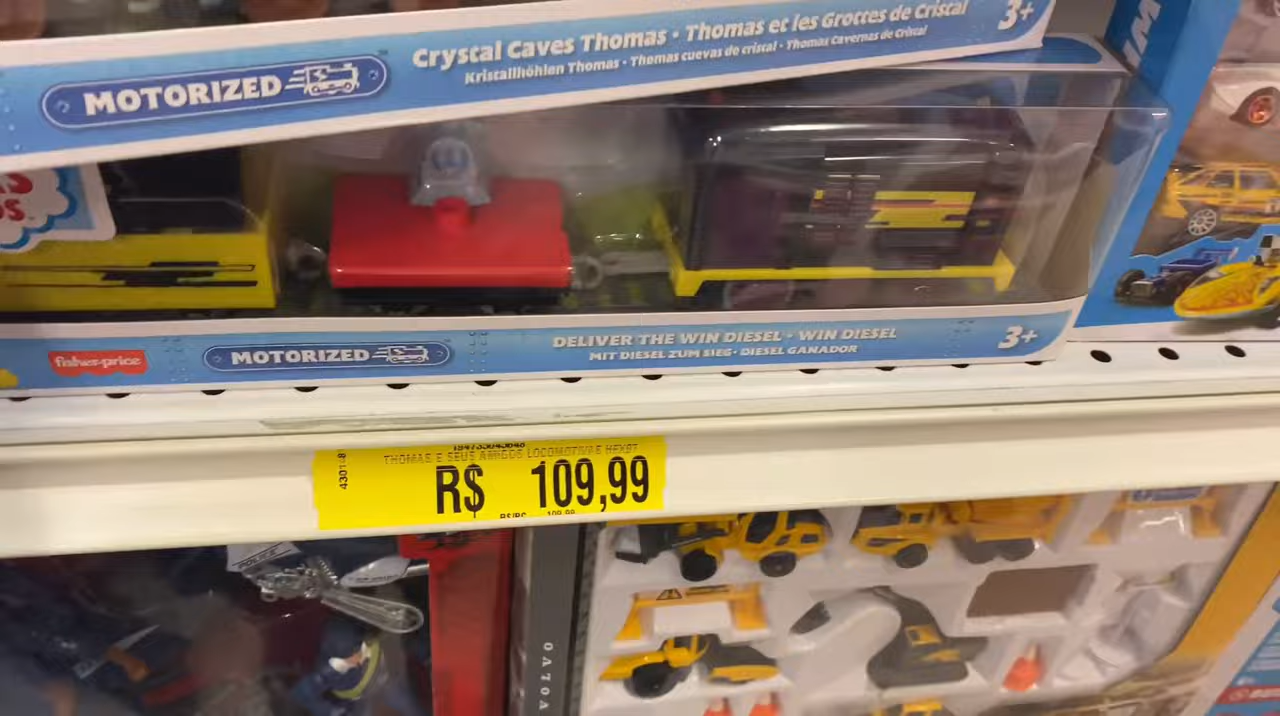 Crystal Caves Thomas • Thomas et les Grottes de Cristal
Kristallhöhlen Thomas • Thomas cuevas de cristal • Thomas Cavernas de Cristal
3+
MOTORIZED
fisher-price
MOTORIZED
DELIVER THE WIN DIESEL • WIN DIESEL
MIT DIESEL ZUM SIEG • DIESEL GANADOR
3+
THOMAS E SEUS AMIGOS LOCOMOTIVAS
R$ 109,99
POLICE
VOLVO